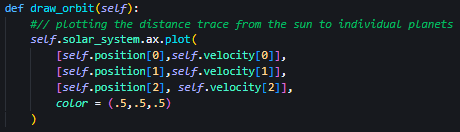 def draw_orbit(self):
    #// plotting the distance trace from the sun to individual planets
    self.solar_system.ax.plot(
        [self.position[0],self.velocity[0]],
        [self.position[1],self.velocity[1]],
        [self.position[2], self.velocity[2]],
        color = (.5,.5,.5)
    )